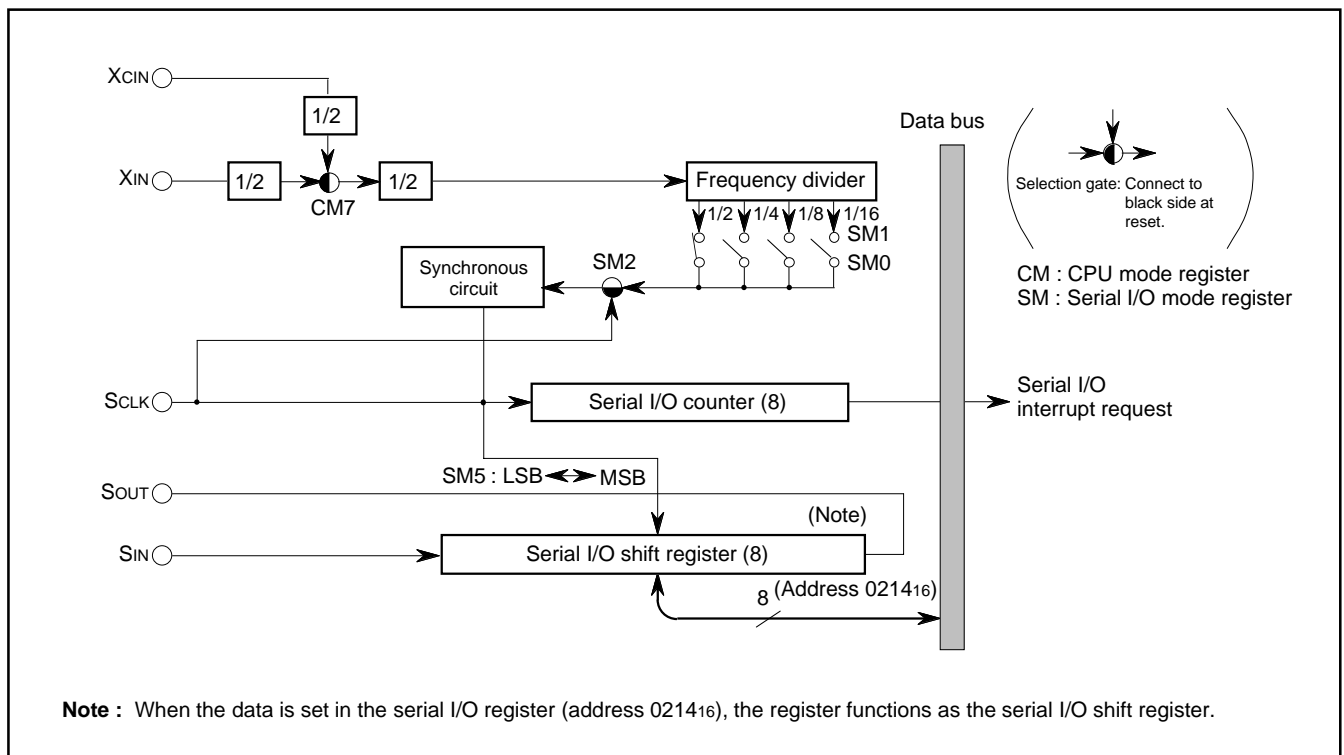 XCIN
1/2
Data bus
XIN
1/2
1/2
CM7
Frequency divider
1/2 1/4 1/8 1/16
SM1
SM0
Selection gate: Connect to
black side at
reset.
Synchronous
circuit
SM2
CM : CPU mode register
SM : Serial I/O mode register
SCLK
Serial I/O counter (8)
Serial I/O
interrupt request
SM5 : LSB MSB
SOUT
(Note)
SIN
Serial I/O shift register (8)
8 (Address 021416)
Note : When the data is set in the serial I/O register (address 021416), the register functions as the serial I/O shift register.